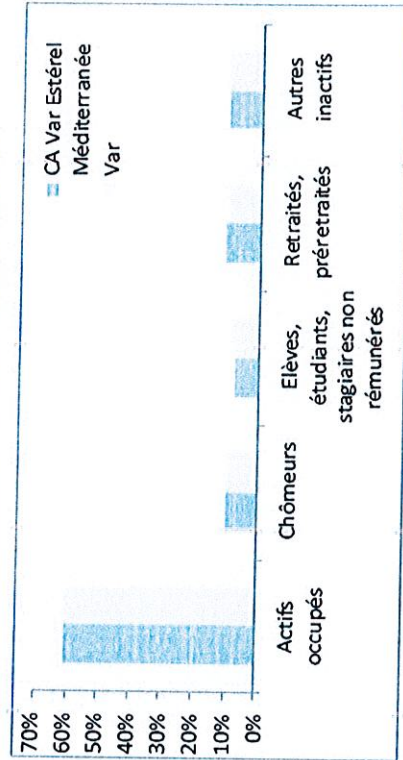 CA Var Estérel
Méditerranée
Var
70%
60%
50%
40%
30%
20%
10%
0%
Actifs
occupés
Chômeurs
Elèves,
étudiants,
stagiaires non
rémunérés
Retraités,
préretraités
Autres
inactifs